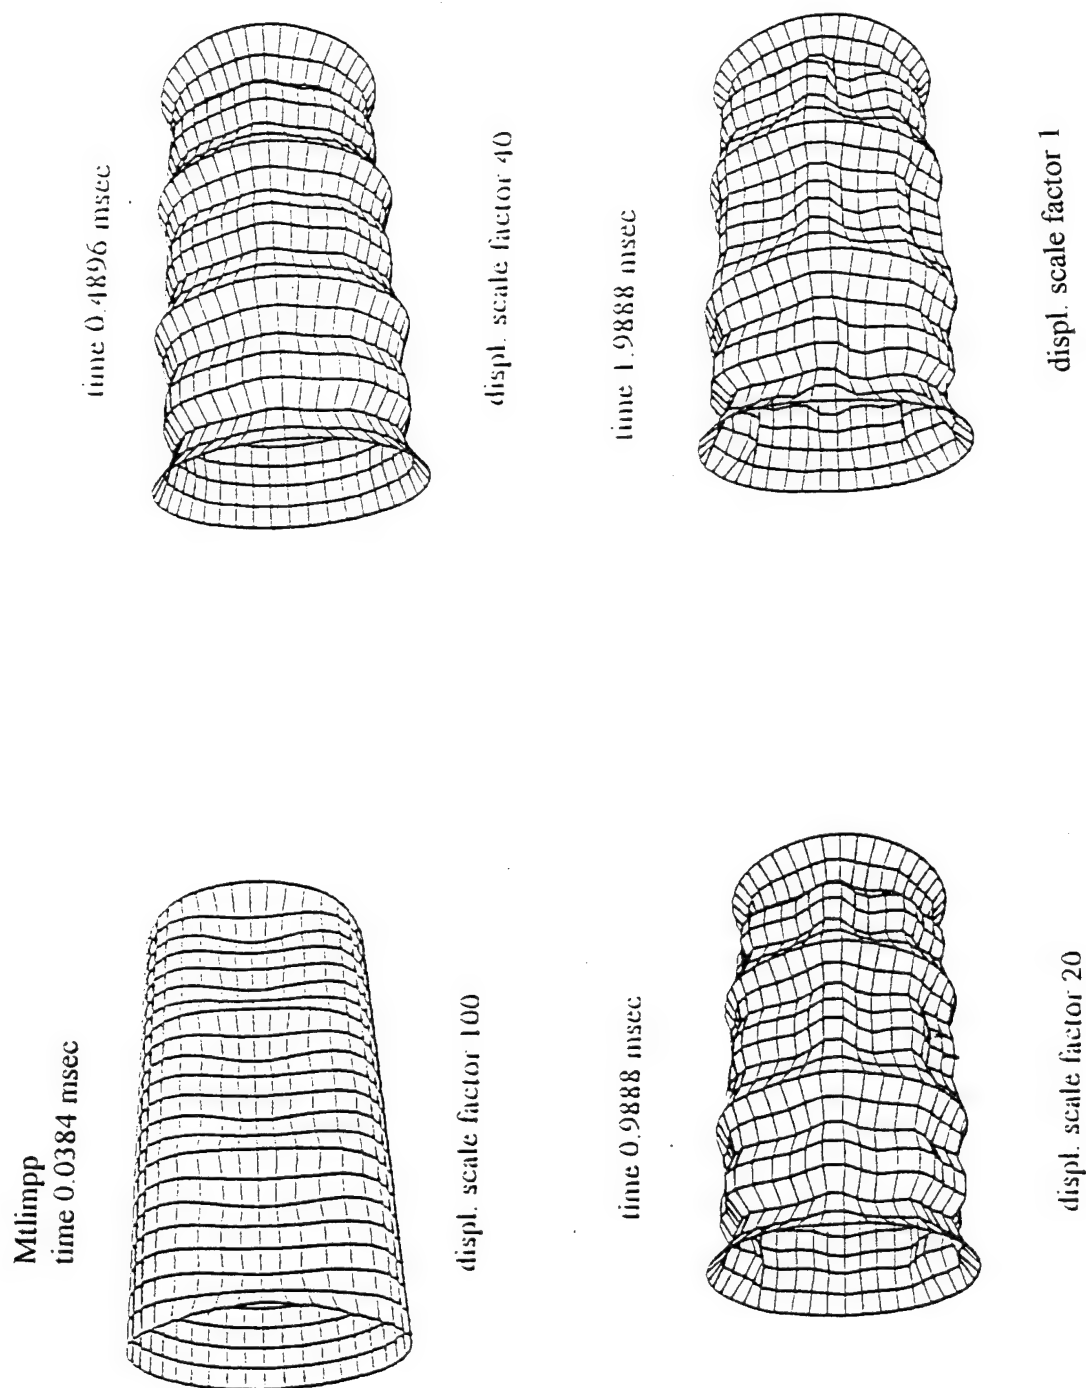 Mtlimpp
time 0.0384 msec
displ. scale factor 100
time 0.4896 msec
displ. scale factor 40
time 0.9888 msec
displ. scale factor 20
time 1.9888 msec
displ. scale factor 1